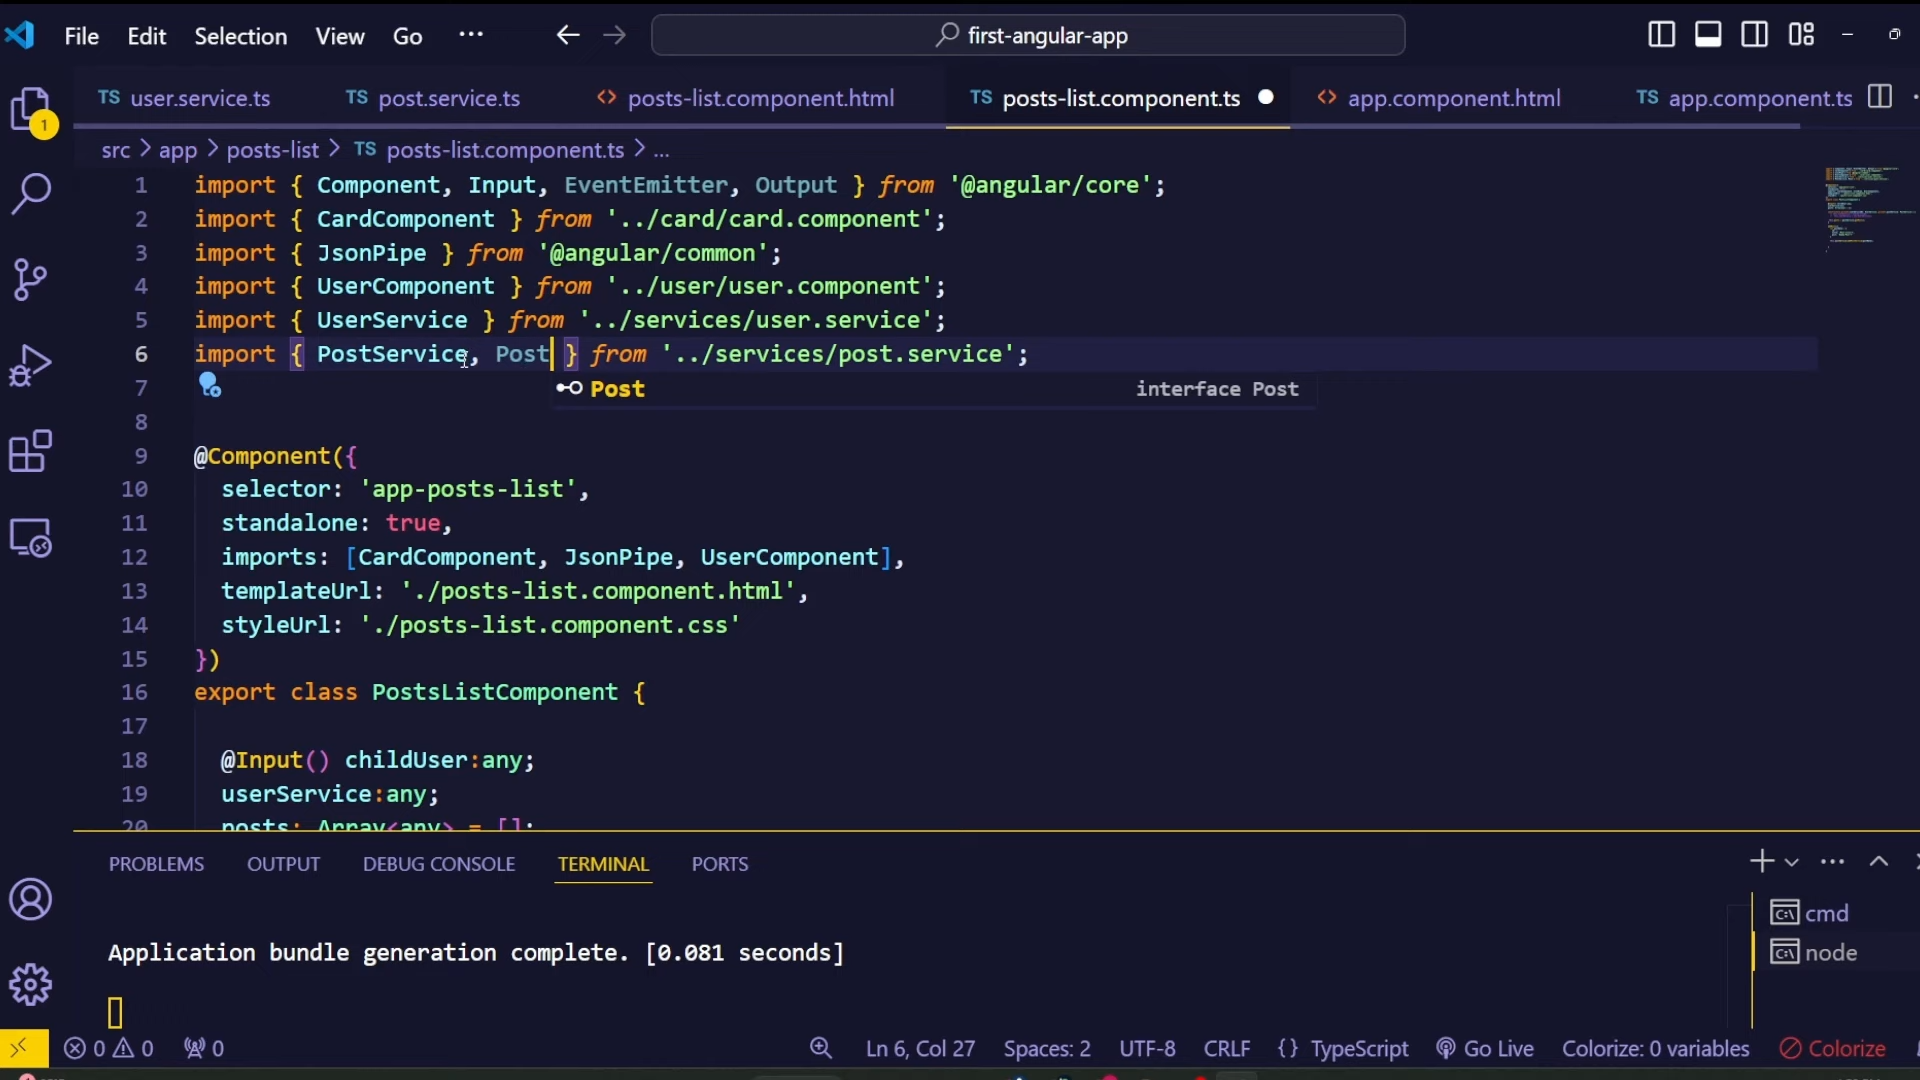 File Edit Selection View Go ··· first-angular-app
TS user.service.ts TS post.service.ts <> posts-list.component.html TS posts-list.component.ts <> app.component.html TS app.component.ts
1
src > app > posts-list > TS posts-list.component.ts > ...
1 import { Component, Input, EventEmitter, Output } from '@angular/core';
2 import { CardComponent } from '../card/card.component';
3 import { JsonPipe } from '@angular/common';
4 import { UserComponent } from '../user/user.component';
5 import { UserService } from '../services/user.service';
6 import { PostService, Post } from '../services/post.service';
7 Post interface Post
8
9 @Component({
10 selector: 'app-posts-list',
11 standalone: true,
12 imports: [CardComponent, JsonPipe, UserComponent],
13 templateUrl: './posts-list.component.html',
14 styleUrl: './posts-list.component.css'
15 })
16 export class PostsListComponent {
17
18 @Input() childUser:any;
19 userService:any;
20 posts: Array<any> = [];
PROBLEMS OUTPUT DEBUG CONSOLE TERMINAL PORTS
cmd
Application bundle generation complete. [0.081 seconds]
node
0 0 0 Ln 6, Col 27 Spaces: 2 UTF-8 CRLF {} TypeScript Go Live Colorize: 0 variables Colorize